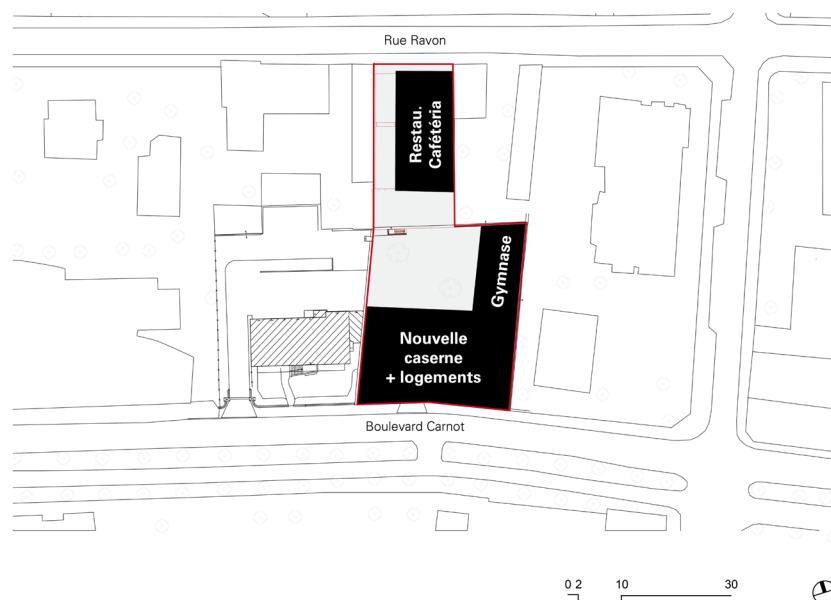 Rue Ravon
Restau.
Cafétéria
Gymnase
Nouvelle
caserne
+ logements
Boulevard Carnot
0 2 10 30